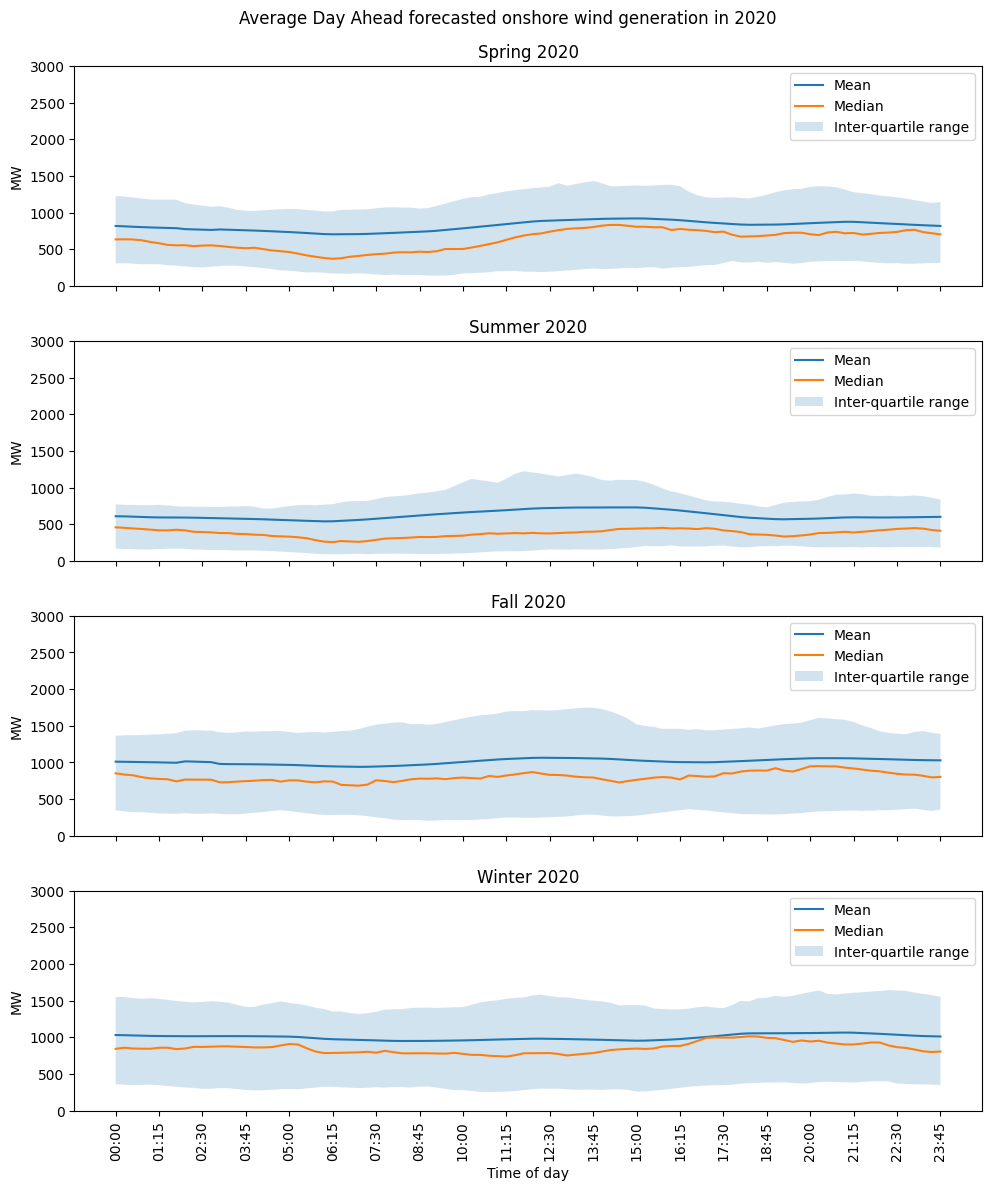 Average Day Ahead forecasted onshore wind generation in 2020
Spring 2020
3000
2500
2000
1500
1000
500
0
MW
Mean
Median
Inter-quartile range
Summer 2020
3000
2500
2000
1500
1000
500
0
MW
Mean
Median
Inter-quartile range
Fall 2020
3000
2500
2000
1500
1000
500
0
MW
Mean
Median
Inter-quartile range
Winter 2020
3000
2500
2000
1500
1000
500
0
MW
Mean
Median
Inter-quartile range
00:00
01:15
02:30
03:45
05:00
06:15
07:30
08:45
10:00
11:15
12:30
13:45
15:00
16:15
17:30
18:45
20:00
21:15
22:30
23:45
Time of day